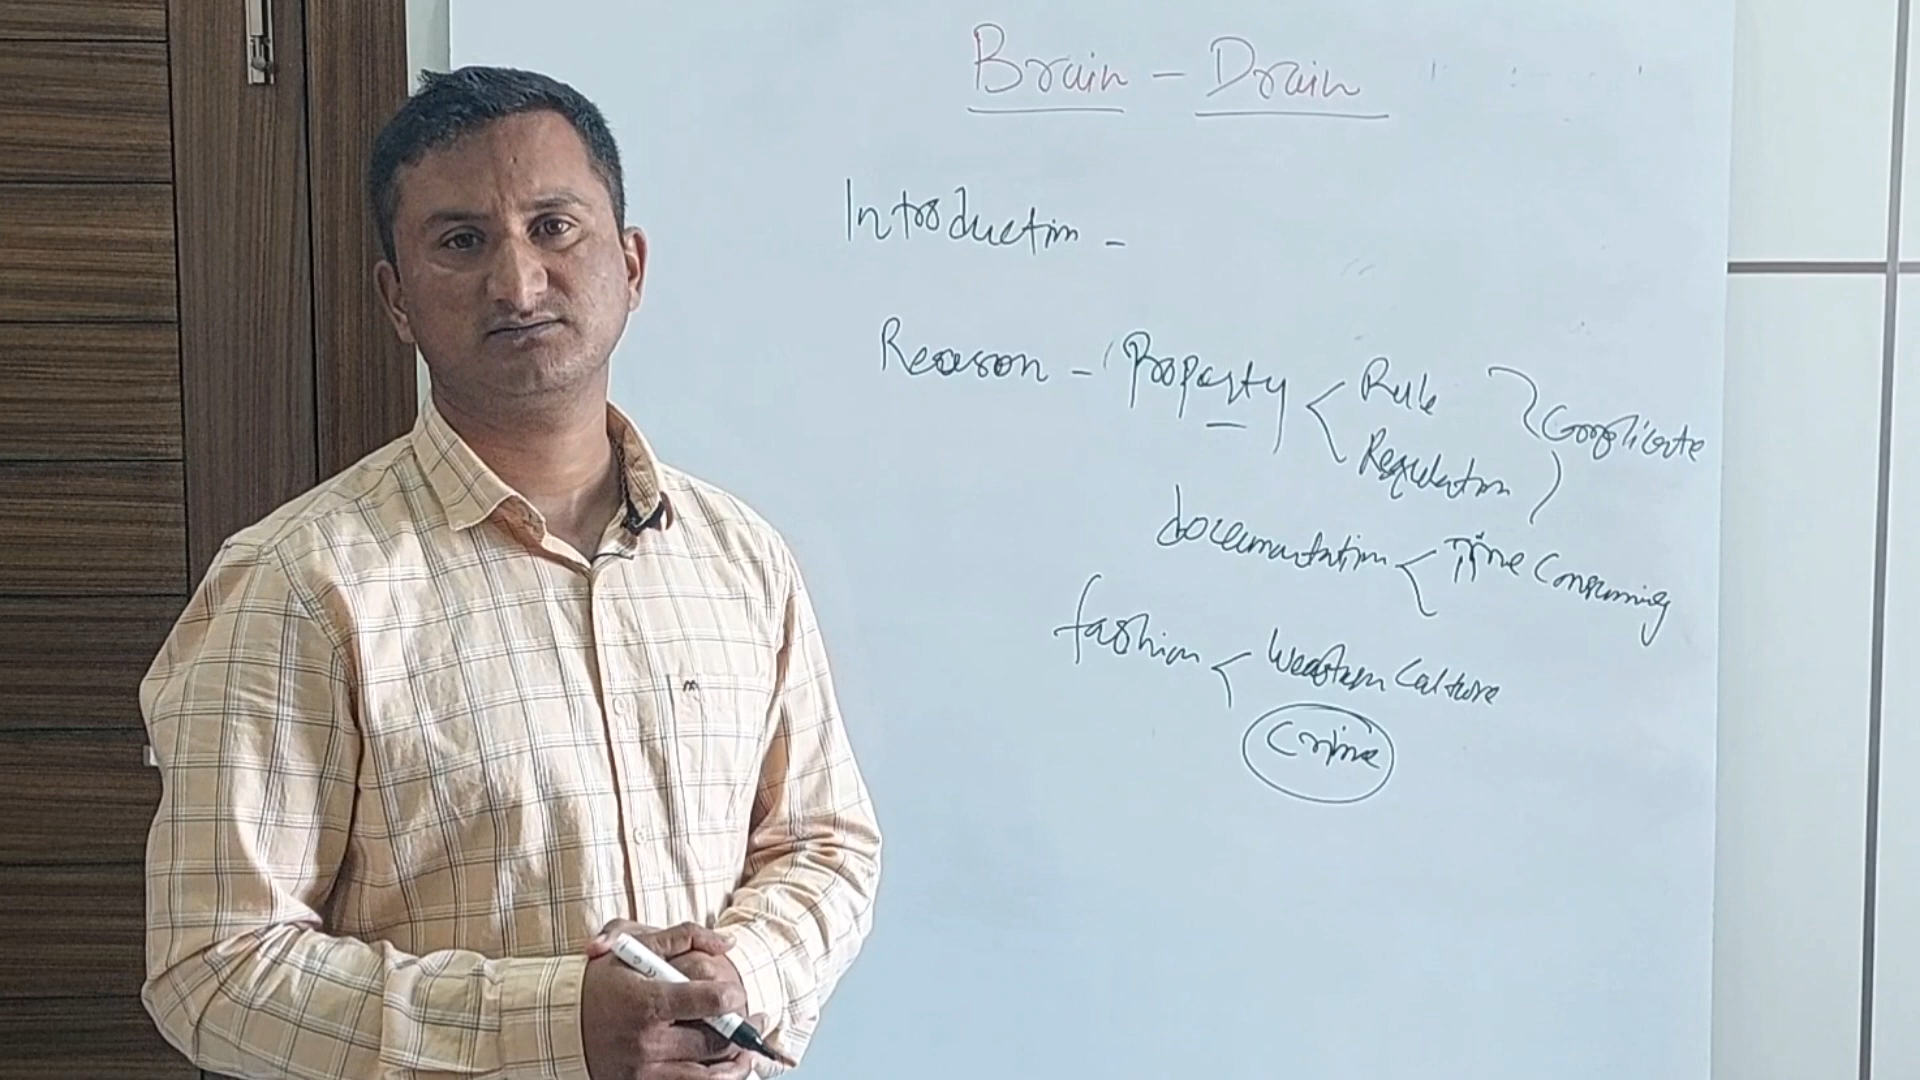 Brain - Drain
Introduction -
Reason - Property < Rule
Regulation } Complicate
documentation < Time Consuming
fashion < Western Culture
Crime